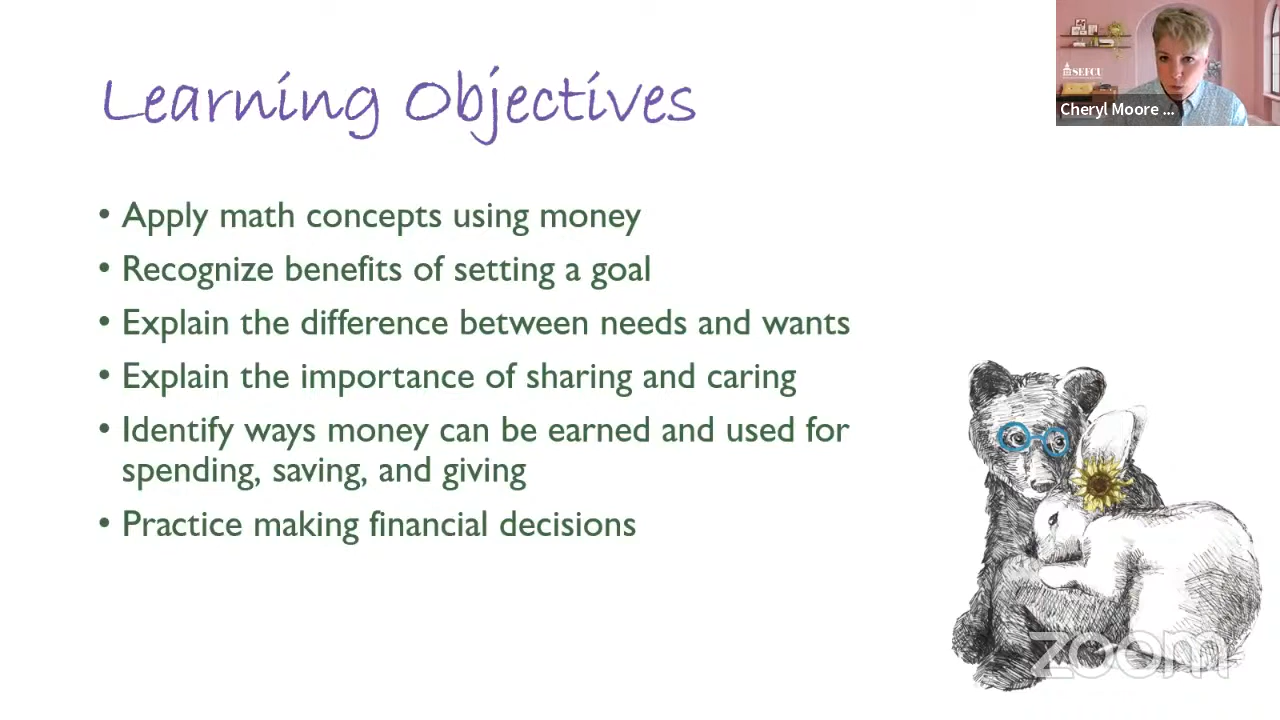 Learning Objectives
• Apply math concepts using money
• Recognize benefits of setting a goal
• Explain the difference between needs and wants
• Explain the importance of sharing and caring
• Identify ways money can be earned and used for
spending, saving, and giving
• Practice making financial decisions
SEFCU
Cheryl Moore ...
zoom